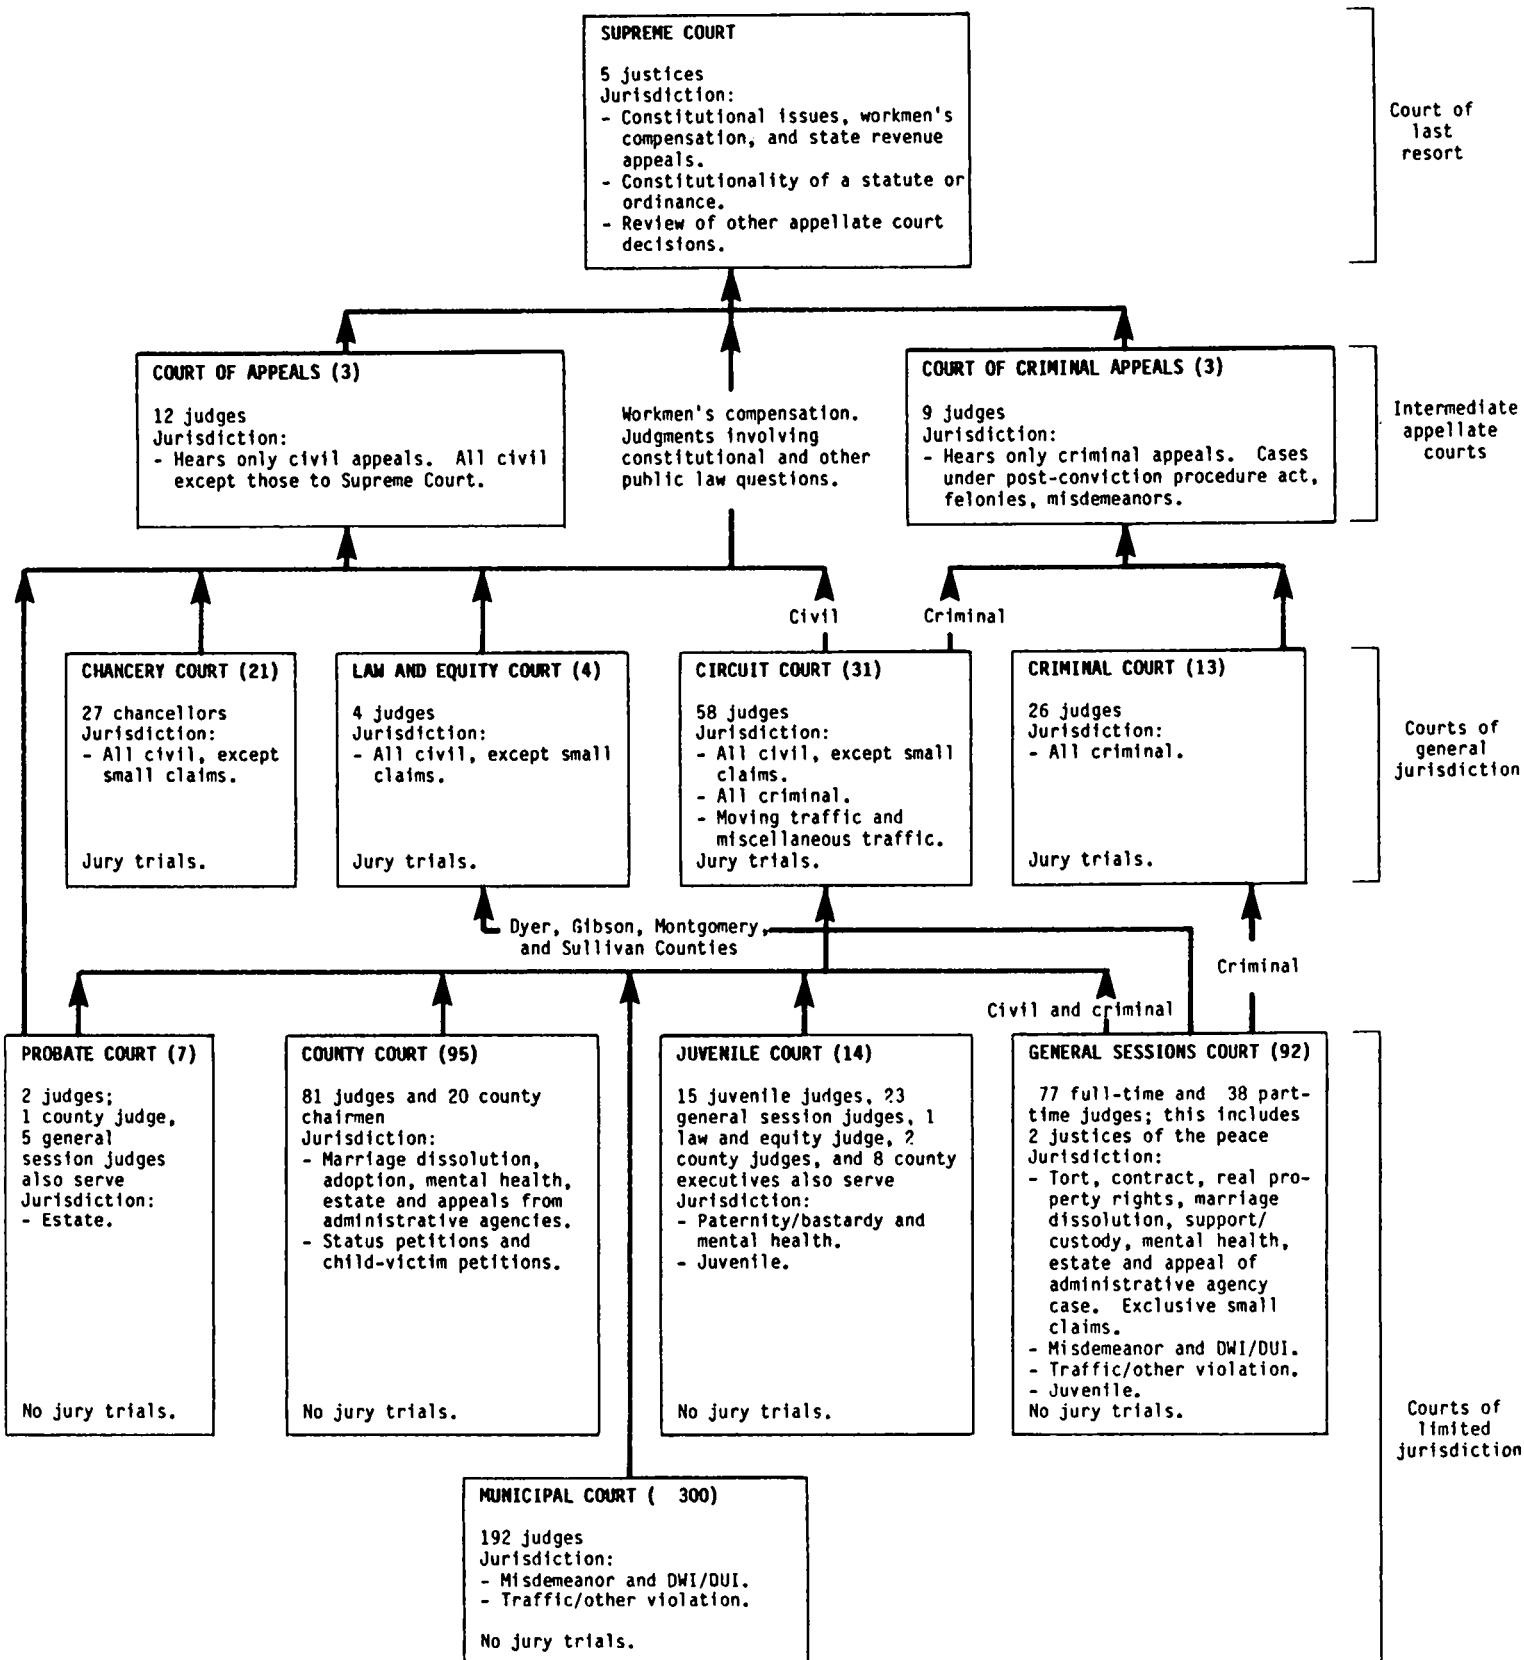 SUPREME COURT
5 justices
Jurisdiction:
- Constitutional issues, workmen's
compensation, and state revenue
appeals.
- Constitutionality of a statute or
ordinance.
- Review of other appellate court
decisions.
Court of
last
resort
COURT OF APPEALS (3)
12 judges
Jurisdiction:
- Hears only civil appeals. All civil
except those to Supreme Court.
Workmen's compensation.
Judgments involving
constitutional and other
public law questions.
COURT OF CRIMINAL APPEALS (3)
9 judges
Jurisdiction:
- Hears only criminal appeals. Cases
under post-conviction procedure act,
felonies, misdemeanors.
Intermediate
appellate
courts
Civil
Criminal
CHANCERY COURT (21)
27 chancellors
Jurisdiction:
- All civil, except
small claims.
Jury trials.
LAW AND EQUITY COURT (4)
4 judges
Jurisdiction:
- All civil, except small
claims.
Jury trials.
CIRCUIT COURT (31)
58 judges
Jurisdiction:
- All civil, except small
claims.
- All criminal.
- Moving traffic and
miscellaneous traffic.
Jury trials.
CRIMINAL COURT (13)
26 judges
Jurisdiction:
- All criminal.
Jury trials.
Courts of
general
jurisdiction
Dyer, Gibson, Montgomery,
and Sullivan Counties
Criminal
Civil and criminal
PROBATE COURT (7)
2 judges;
1 county judge,
5 general
session judges
also serve
Jurisdiction:
- Estate.
No jury trials.
COUNTY COURT (95)
81 judges and 20 county
chairmen
Jurisdiction:
- Marriage dissolution,
adoption, mental health,
estate and appeals from
administrative agencies.
- Status petitions and
child-victim petitions.
No jury trials.
JUVENILE COURT (14)
15 juvenile judges, 23
general session judges, 1
law and equity judge, 2
county judges, and 8 county
executives also serve
Jurisdiction:
- Paternity/bastardy and
mental health.
- Juvenile.
No jury trials.
GENERAL SESSIONS COURT (92)
77 full-time and 38 part-
time judges; this includes
2 justices of the peace
Jurisdiction:
- Tort, contract, real pro-
perty rights, marriage
dissolution, support/
custody, mental health,
estate and appeal of
administrative agency
case. Exclusive small
claims.
- Misdemeanor and DWI/DUI.
- Traffic/other violation.
- Juvenile.
No jury trials.
Courts of
limited
jurisdiction
MUNICIPAL COURT ( 300)
192 judges
Jurisdiction:
- Misdemeanor and DWI/DUI.
- Traffic/other violation.
No jury trials.